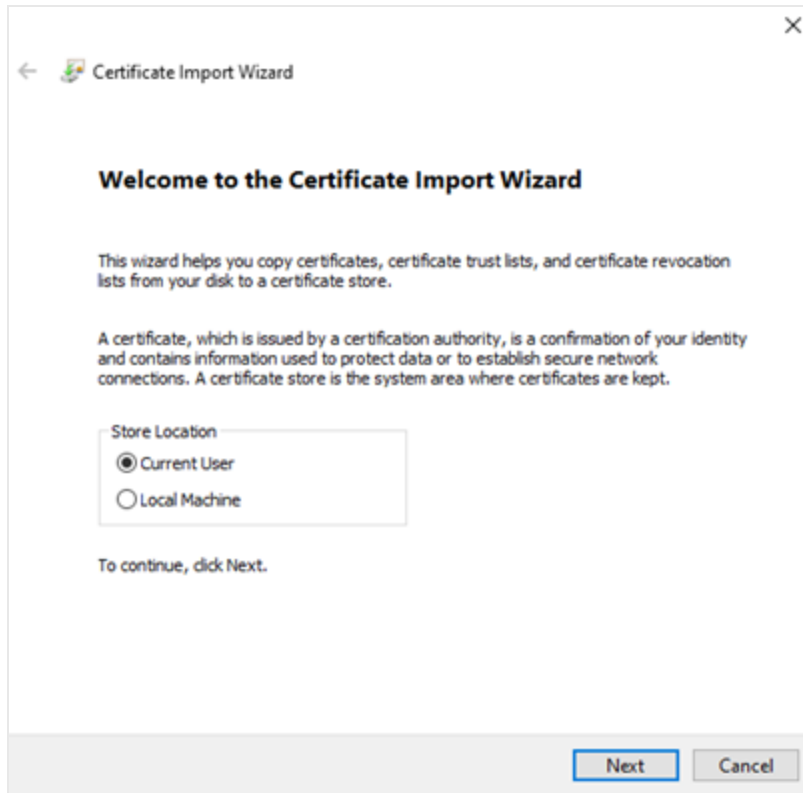 Certificate Import Wizard
Welcome to the Certificate Import Wizard
This wizard helps you copy certificates, certificate trust lists, and certificate revocation
lists from your disk to a certificate store.
A certificate, which is issued by a certification authority, is a confirmation of your identity
and contains information used to protect data or to establish secure network
connections. A certificate store is the system area where certificates are kept.
Store Location
Current User
Local Machine
To continue, click Next.
Next Cancel